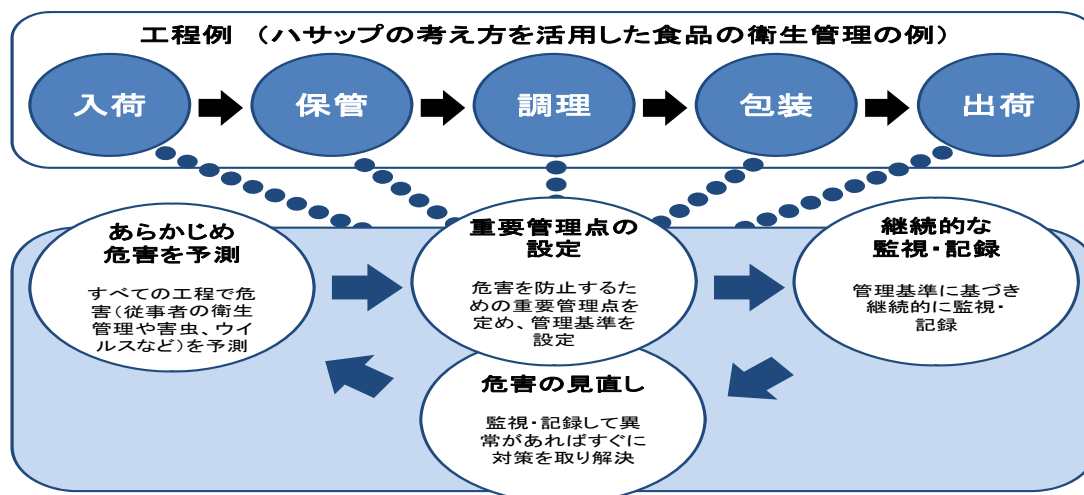 工程例 （ハサップの考え方を活用した食品の衛生管理の例）
入荷
保管
調理
包装
出荷
あらかじめ
危害を予測
すべての工程で危
害（従事者の衛生
管理や害虫、ウイ
ルスなど）を予測
重要管理点の
設定
危害を防止するた
めの重要管理点を
定め、管理基準を
設定
継続的な
監視・記録
管理基準に基づき
継続的に監視・
記録
危害の見直し
監視・記録して異
常があればすぐに
対策を取り解決